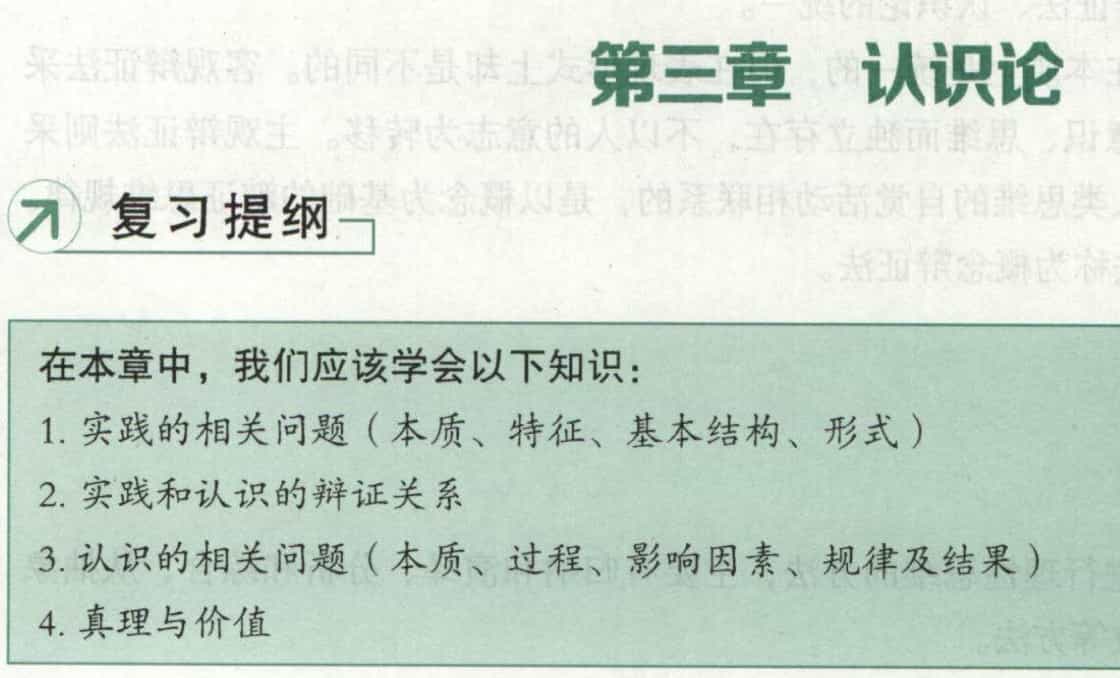 第三章 认识论
复习提纲
在本章中，我们应该学会以下知识：
1. 实践的相关问题（本质、特征、基本结构、形式）
2. 实践和认识的辩证关系
3. 认识的相关问题（本质、过程、影响因素、规律及结果）
4. 真理与价值